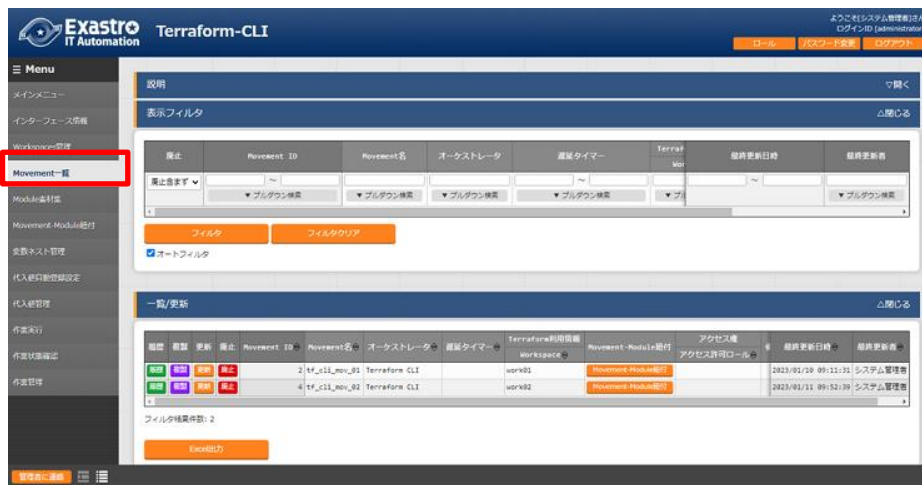 Exastro
IT Automation
Terraform-CLI
ようこそ[システム管理者]さん
ログインID [administrator
ロール
パスワード変更
ログアウト
Menu
メインメニュー
インターフェース情報
Workspaces管理
Movement一覧
Module素材集
Movement-Module紐付
変数ネスト管理
代入値自動登録設定
代入値管理
作業実行
作業状態確認
作業管理
説明
▽開く
表示フィルタ
△閉じる
廃止
Movement ID
Movement名
オーケストレータ
遅延タイマー
Terraf
Wor
最終更新日時
最終更新者
廃止含まず
～
～
～
▼ プルダウン検索
▼ プルダウン検索
▼ プルダウン検索
▼ プルダウン検索
▼ プル
▼ プルダウン検索
フィルタ
フィルタクリア
オートフィルタ
一覧/更新
△閉じる
履歴 複製 更新 廃止 Movement ID Movement名 オーケストレータ 遅延タイマー Terraform利用情報 Workspace Movement-Module紐付 アクセス権 アクセス許可ロール 最終更新日時 最終更新者
履歴 複製 更新 廃止 2 tf_cli_mov_01 Terraform CLI work01 Movement-Module紐付 2023/01/10 09:11:31 システム管理者
履歴 複製 更新 廃止 4 tf_cli_mov_02 Terraform CLI work02 Movement-Module紐付 2023/01/11 09:52:39 システム管理者
フィルタ結果件数: 2
Excel出力
管理者に連絡